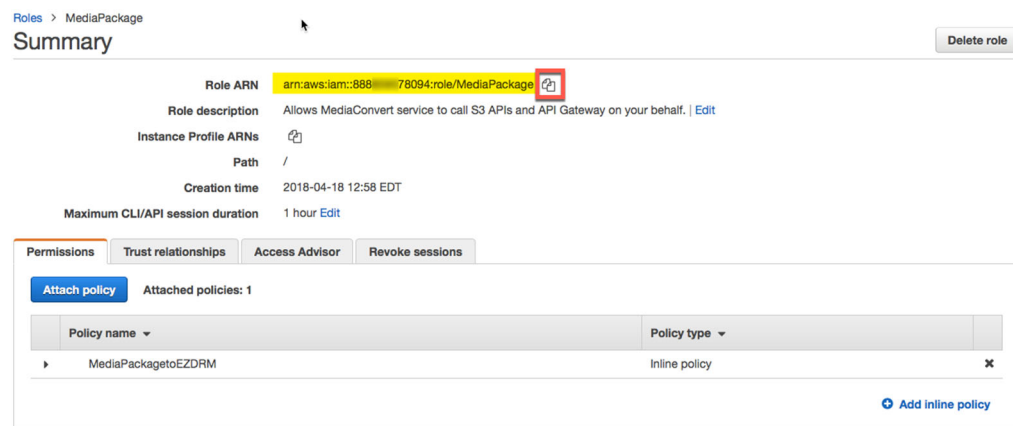 Roles > MediaPackage
Summary
Delete role
Role ARN arn:aws:iam::888 78094:role/MediaPackage
Role description Allows MediaConvert service to call S3 APIs and API Gateway on your behalf. | Edit
Instance Profile ARNs
Path /
Creation time 2018-04-18 12:58 EDT
Maximum CLI/API session duration 1 hour Edit
Permissions Trust relationships Access Advisor Revoke sessions
Attach policy Attached policies: 1
Policy name Policy type
MediaPackagetoEZDRM Inline policy
Add inline policy